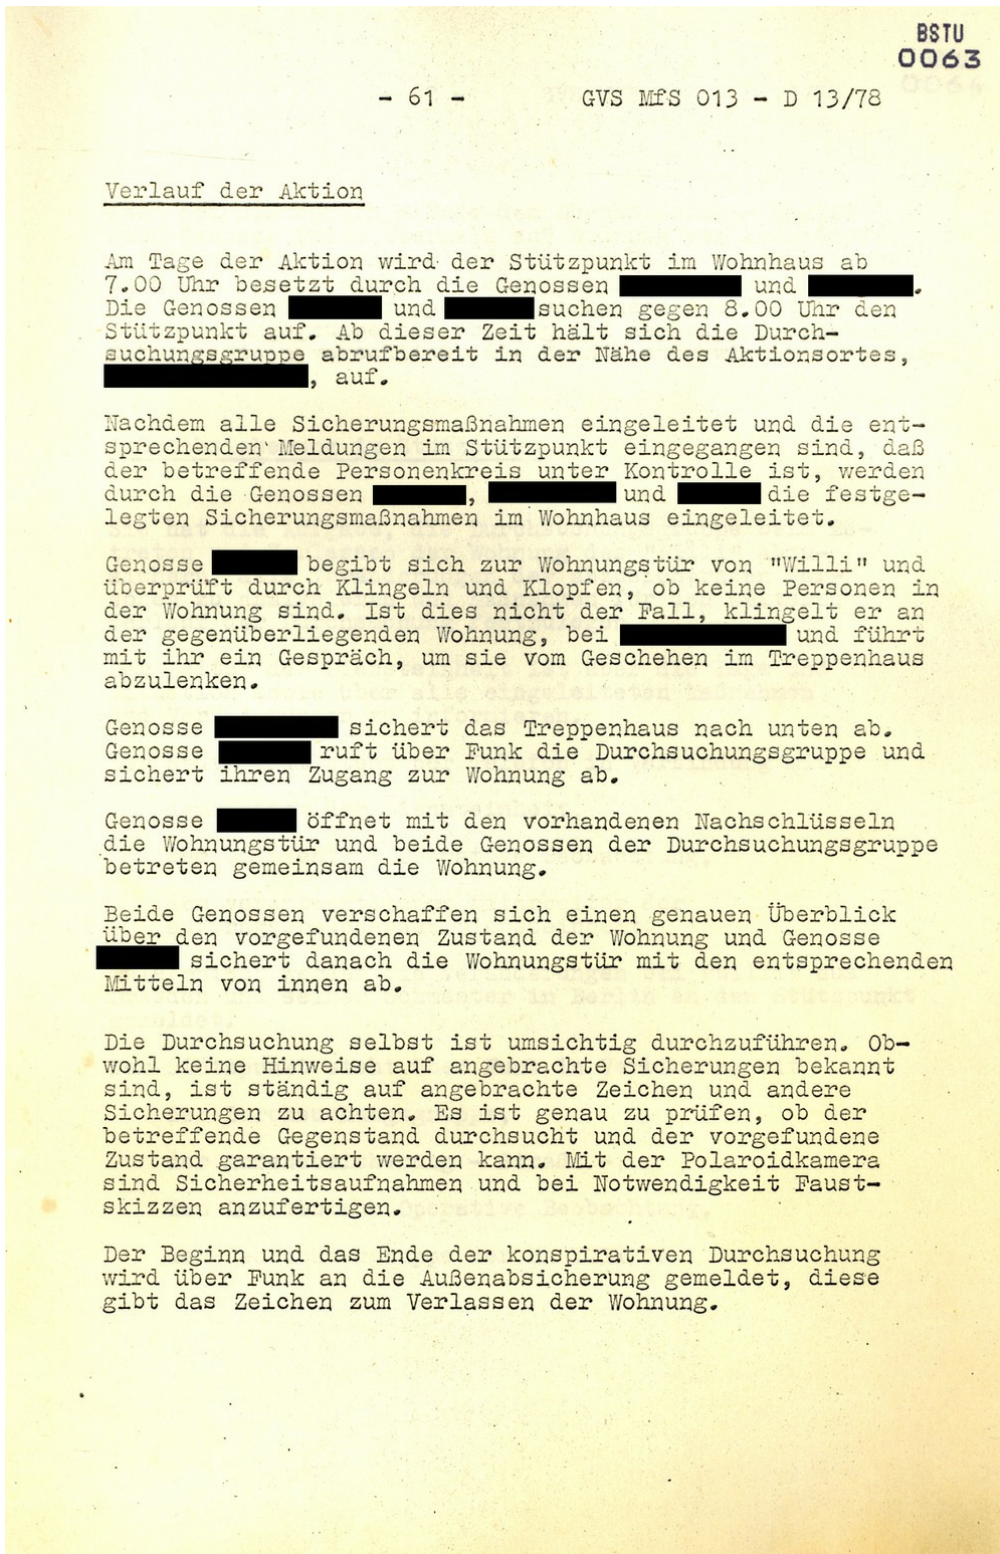 BSTU
0063
- 61 - GVS MfS 013 - D 13/78
Verlauf der Aktion
Am Tage der Aktion wird der Stützpunkt im Wohnhaus ab
7.00 Uhr besetzt durch die Genossen und .
Die Genossen und suchen gegen 8.00 Uhr den
Stützpunkt auf. Ab dieser Zeit hält sich die Durch-
suchungsgruppe abrufbereit in der Nähe des Aktionsortes,
, auf.
Nachdem alle Sicherungsmaßnahmen eingeleitet und die ent-
sprechenden Meldungen im Stützpunkt eingegangen sind, daß
der betreffende Personenkreis unter Kontrolle ist, werden
durch die Genossen , und die festge-
legten Sicherungsmaßnahmen im Wohnhaus eingeleitet.
Genosse begibt sich zur Wohnungstür von "Willi" und
überprüft durch Klingeln und Klopfen, ob keine Personen in
der Wohnung sind. Ist dies nicht der Fall, klingelt er an
der gegenüberliegenden Wohnung, bei und führt
mit ihr ein Gespräch, um sie vom Geschehen im Treppenhaus
abzulenken.
Genosse sichert das Treppenhaus nach unten ab.
Genosse ruft über Funk die Durchsuchungsgruppe und
sichert ihren Zugang zur Wohnung ab.
Genosse öffnet mit den vorhandenen Nachschlüsseln
die Wohnungstür und beide Genossen der Durchsuchungsgruppe
betreten gemeinsam die Wohnung.
Beide Genossen verschaffen sich einen genauen Überblick
über den vorgefundenen Zustand der Wohnung und Genosse
sichert danach die Wohnungstür mit den entsprechenden
Mitteln von innen ab.
Die Durchsuchung selbst ist umsichtig durchzuführen. Ob-
wohl keine Hinweise auf angebrachte Sicherungen bekannt
sind, ist ständig auf angebrachte Zeichen und andere
Sicherungen zu achten. Es ist genau zu prüfen, ob der
betreffende Gegenstand durchsucht und der vorgefundene
Zustand garantiert werden kann. Mit der Polaroidkamera
sind Sicherheitsaufnahmen und bei Notwendigkeit Faust-
skizzen anzufertigen.
Der Beginn und das Ende der konspirativen Durchsuchung
wird über Funk an die Außenabsicherung gemeldet, diese
gibt das Zeichen zum Verlassen der Wohnung.